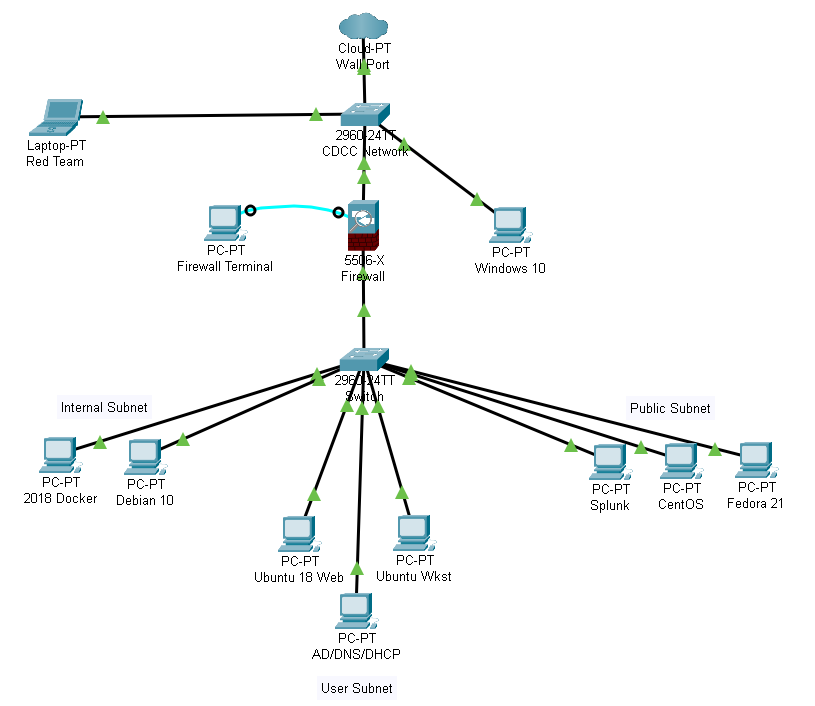 Cloud-PT
Wall Port
2960-24TT
CDCC Network
Laptop-PT
Red Team
PC-PT
Firewall Terminal
5506-X
Firewall
PC-PT
Windows 10
2960-24TT
Switch
Internal Subnet
Public Subnet
PC-PT
2018 Docker
PC-PT
Debian 10
PC-PT
Splunk
PC-PT
CentOS
PC-PT
Fedora 21
PC-PT
Ubuntu 18 Web
PC-PT
Ubuntu Wkst
PC-PT
AD/DNS/DHCP
User Subnet